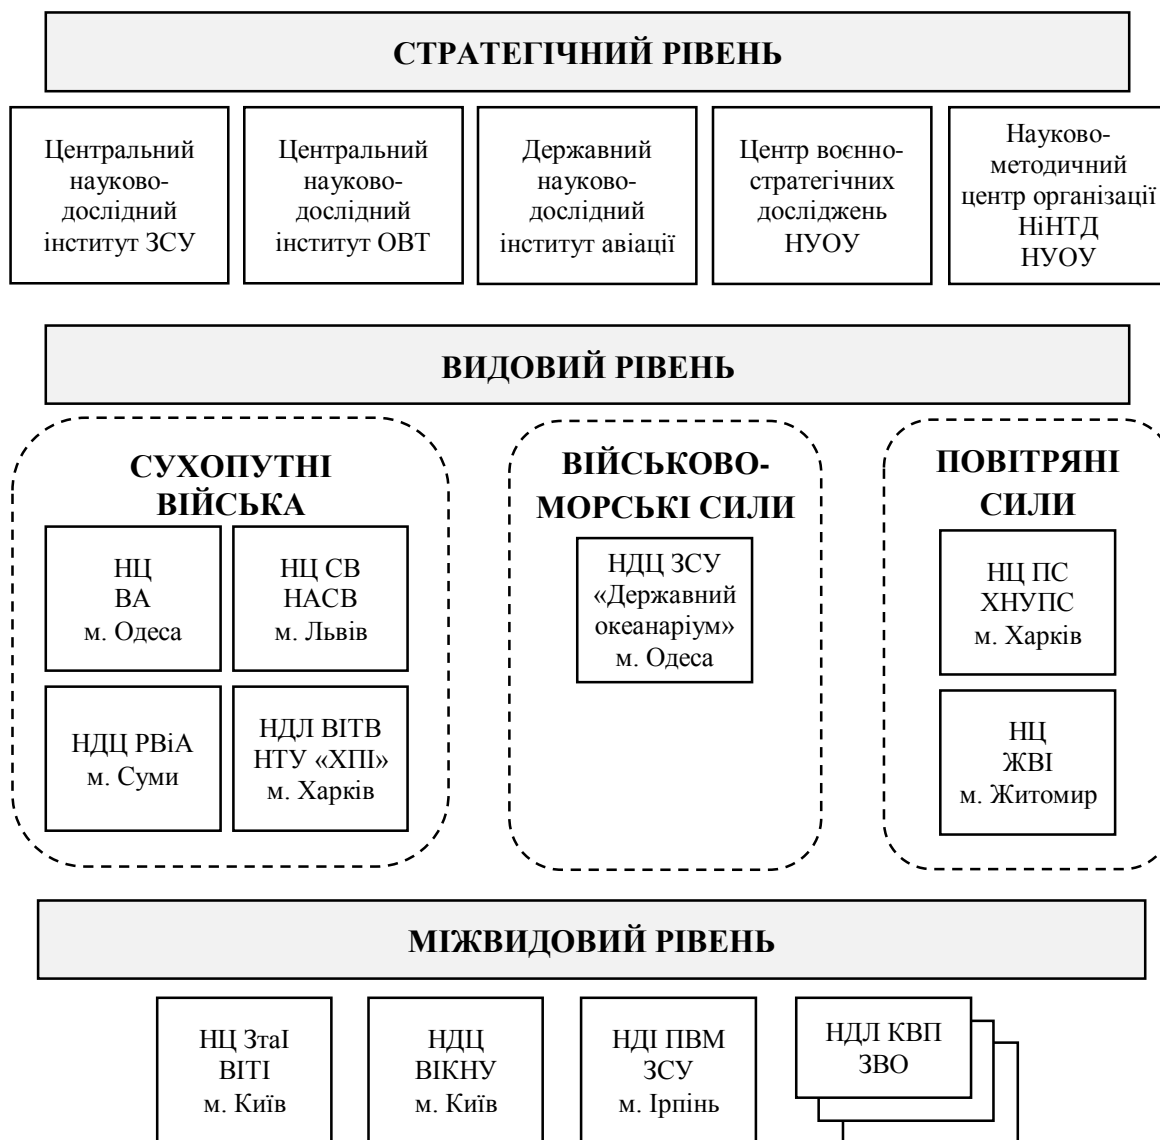 СТРАТЕГІЧНИЙ РІВЕНЬ
Центральний
науково-
дослідний
інститут ЗСУ
Центральний
науково-
дослідний
інститут ОВТ
Державний
науково-
дослідний
інститут авіації
Центр воєнно-
стратегічних
досліджень
НУОУ
Науково-
методичний
центр організації
НіНТД
НУОУ
ВИДОВИЙ РІВЕНЬ
СУХОПУТНІ
ВІЙСЬКА
НЦ
ВА
м. Одеса
НЦ СВ
НАСВ
м. Львів
НДЦ РВіА
м. Суми
НДЛ ВІТВ
НТУ «ХПІ»
м. Харків
ВІЙСЬКОВО-
МОРСЬКІ СИЛИ
НДЦ ЗСУ
«Державний
океанаріум»
м. Одеса
ПОВІТРЯНІ
СИЛИ
НЦ ПС
ХНУПС
м. Харків
НЦ
ЖВІ
м. Житомир
МІЖВИДОВИЙ РІВЕНЬ
НЦ ЗтаІ
ВІТІ
м. Київ
НДЦ
ВІКНУ
м. Київ
НДІ ПВМ
ЗСУ
м. Ірпінь
НДЛ КВП
ЗВО